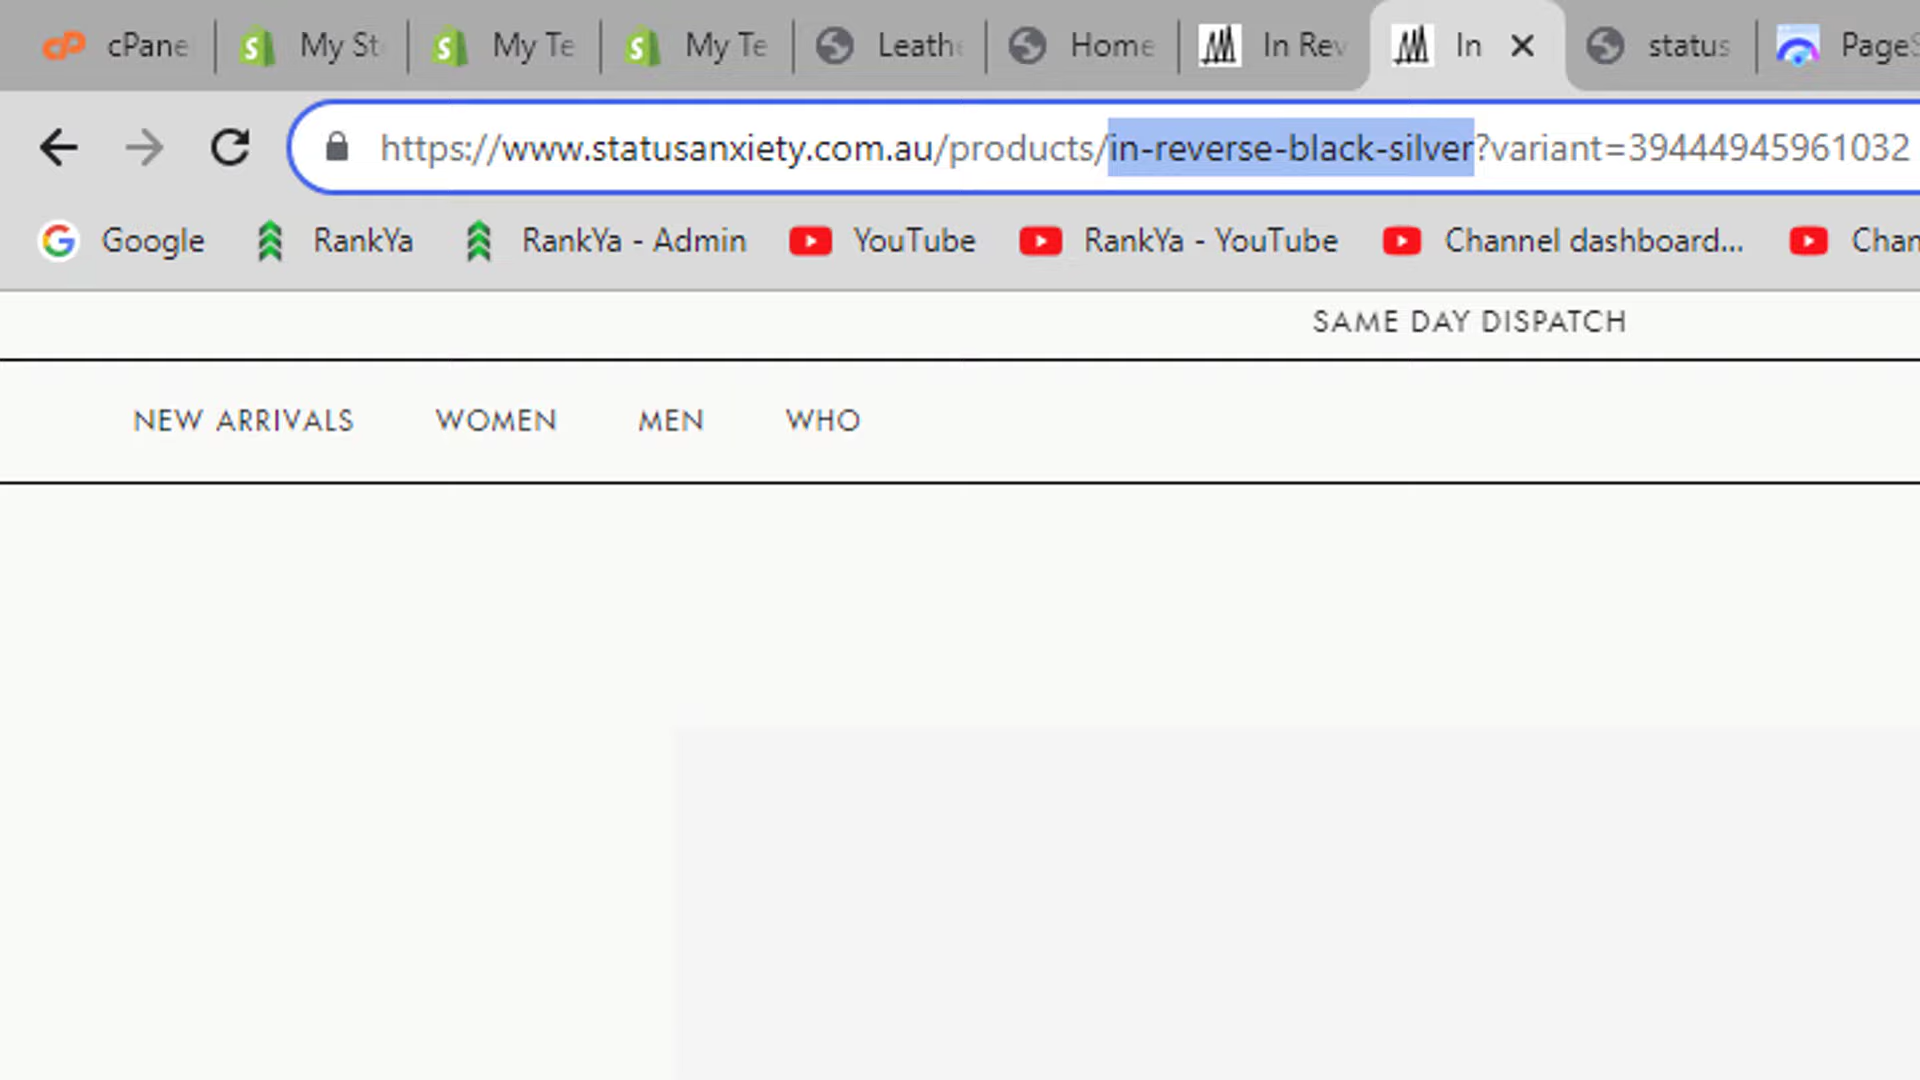 cPane My St My Te My Te Leath Home In Rev In status PageS
https://www.statusanxiety.com.au/products/in-reverse-black-silver?variant=39444945961032
Google RankYa RankYa - Admin YouTube RankYa - YouTube Channel dashboard... Chan
SAME DAY DISPATCH
NEW ARRIVALS WOMEN MEN WHO